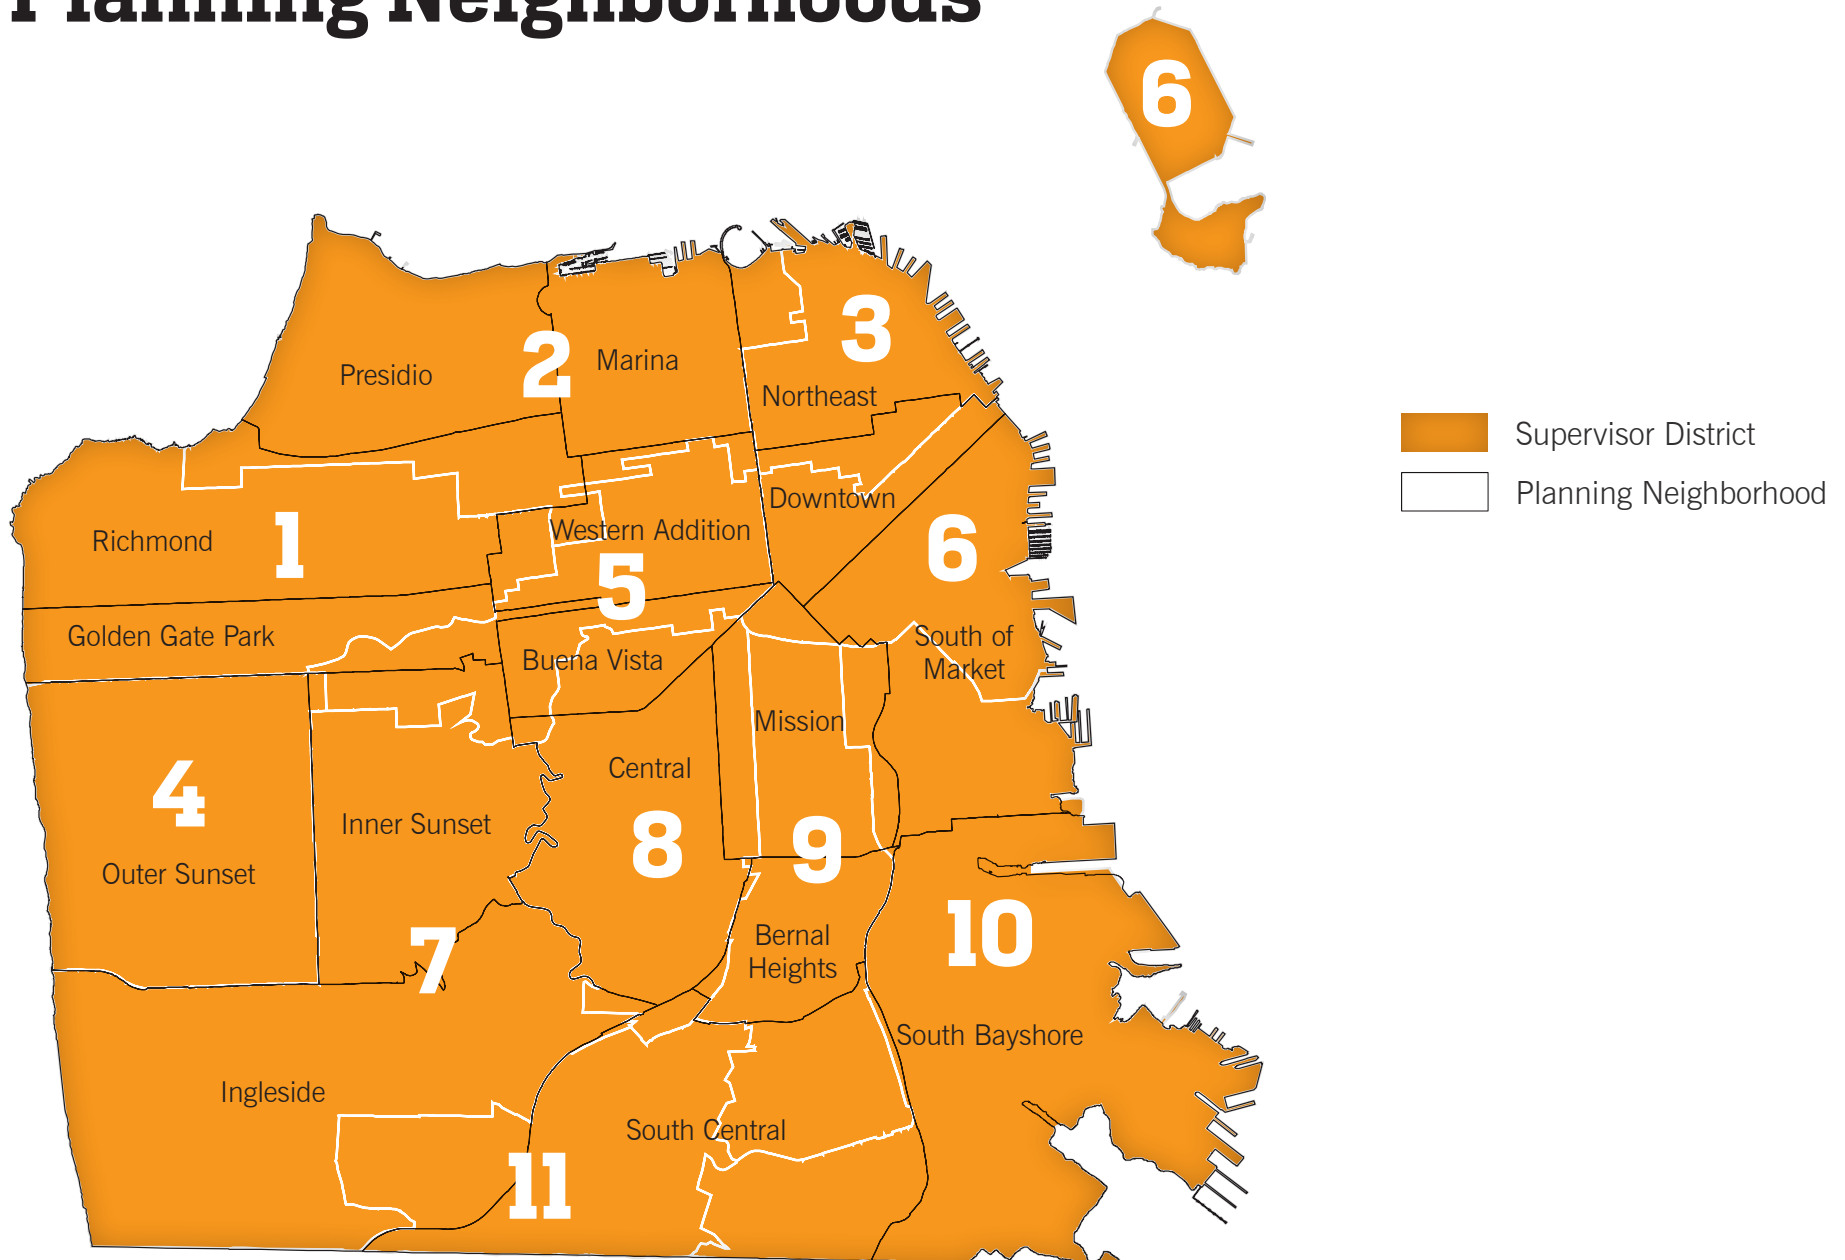 Planning Neighborhoods
6
3
2
Marina
Presidio
Northeast
Supervisor District
Planning Neighborhood
Downtown
Western Addition
Richmond
1
6
5
Golden Gate Park
South of
Market
Buena Vista
Mission
Central
4
Inner Sunset
8
9
Outer Sunset
10
7
Bernal
Heights
South Bayshore
Ingleside
South Central
11